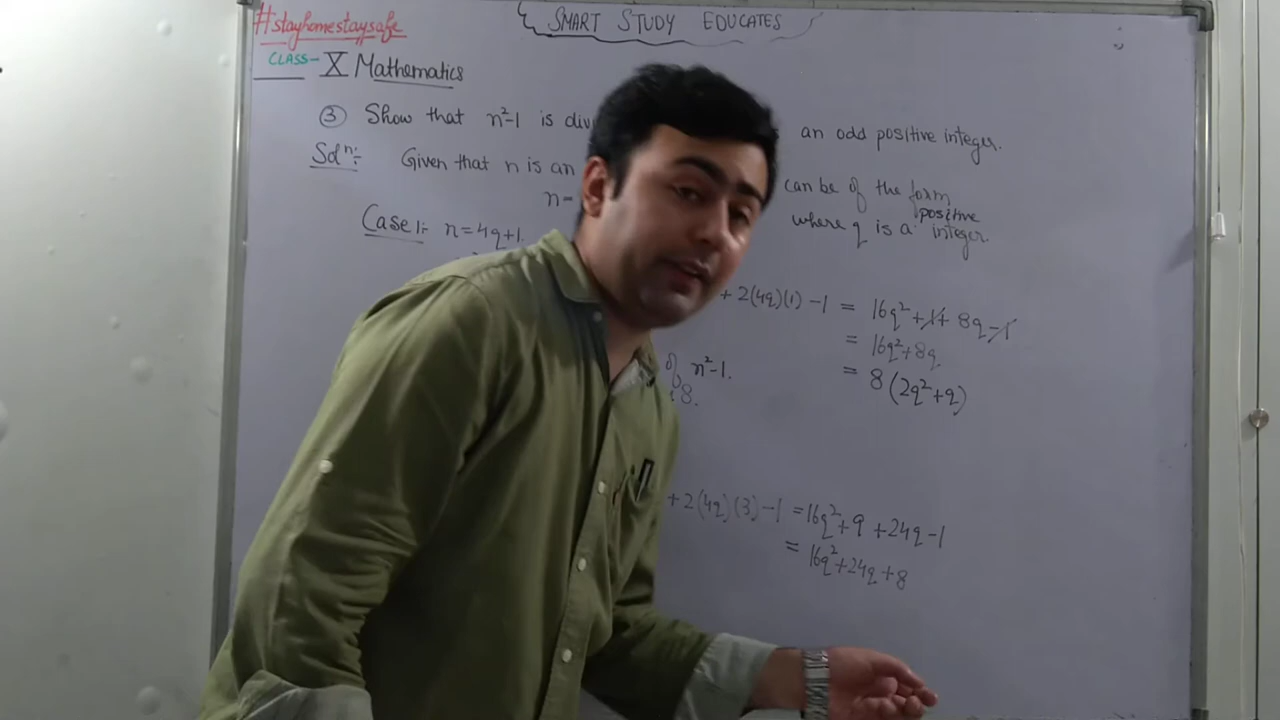 #stayhomestaysafe
SMART STUDY EDUCATES
CLASS- X Mathematics
③ Show that n²-1 is an odd positive integer.
Solⁿ:- Given that n is an can be of the form
n= where q is a positive integer.
Case 1:- n=4q+1.
+ 2(4q)(1) -1 = 16q²+1+8q-1
= 16q²+8q
of n²-1. = 8(2q²+q)
8.
+2(4q)(3)-1 =16q²+9+24q-1
= 16q²+24q+8